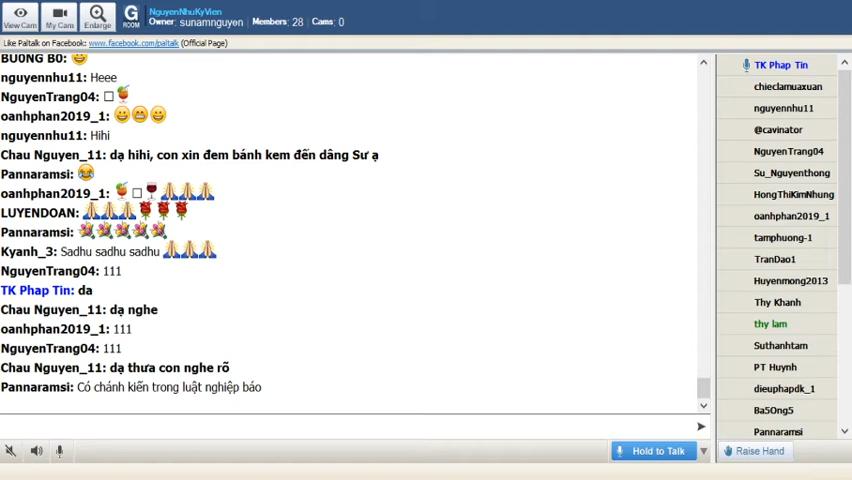 View Cam
My Cam
Enlarge
G
ROOM
NguyenNhuKyVien
Owner: sunamnguyen Members: 28 Cams: 0
Like Paltalk on Facebook: www.facebook.com/paltalk (Official Page)
BUONG B0: 😀
nguyennhu11: Heee
NguyenTrang04: □🍹
oanhphan2019_1: 😀😁😀
nguyennhu11: Hihi
Chau Nguyen_11: dạ hihi, con xin đem bánh kem đến dâng Sư ạ
Pannaramsi: 😂
oanhphan2019_1: 🍹□🍷🙏🙏🙏
LUYENDOAN: 🙏🙏🙏🌹🌹🌹
Pannaramsi: 💐💐💐💐💐
Kyanh_3: Sadhu sadhu sadhu 🙏🙏🙏
NguyenTrang04: 111
TK Phap Tin: da
Chau Nguyen_11: dạ nghe
oanhphan2019_1: 111
NguyenTrang04: 111
Chau Nguyen_11: dạ thưa con nghe rõ
Pannaramsi: Có chánh kiến trong luật nghiệp báo
Hold to Talk
TK Phap Tin
chieclamuaxuan
nguyennhu11
@cavinator
NguyenTrang04
Su_Nguyenthong
HongThiKimNhung
oanhphan2019_1
tamphuong-1
TranDao1
Huyenmong2013
Thy Khanh
thy lam
Suthanhtam
PT Huynh
dieuphapdk_1
Ba5Ong5
Pannaramsi
Raise Hand